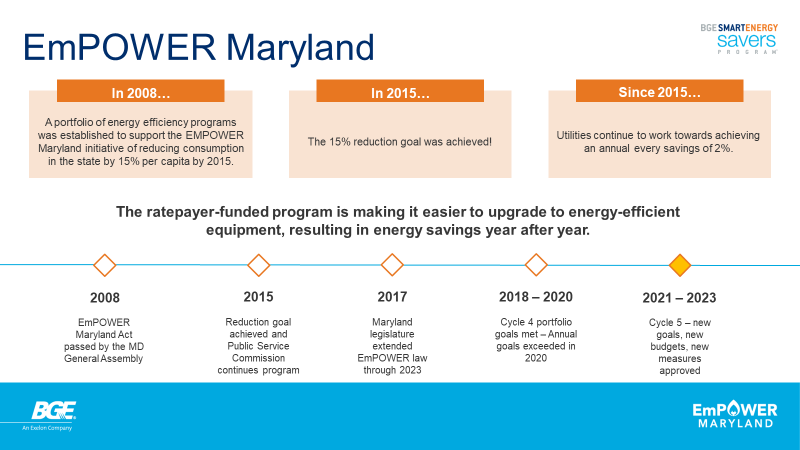 EmPOWER Maryland
BGE SMART ENERGY
savers
PROGRAM
In 2008…
A portfolio of energy efficiency programs
was established to support the EMPOWER
Maryland initiative of reducing consumption
in the state by 15% per capita by 2015.
In 2015…
The 15% reduction goal was achieved!
Since 2015…
Utilities continue to work towards achieving
an annual every savings of 2%.
The ratepayer-funded program is making it easier to upgrade to energy-efficient
equipment, resulting in energy savings year after year.
2008
EmPOWER
Maryland Act
passed by the MD
General Assembly
2015
Reduction goal
achieved and
Public Service
Commission
continues program
2017
Maryland
legislature
extended
EmPOWER law
through 2023
2018 – 2020
Cycle 4 portfolio
goals met – Annual
goals exceeded in
2020
2021 – 2023
Cycle 5 – new
goals, new
budgets, new
measures
approved
BGE
An Exelon Company
EmPOWER
MARYLAND